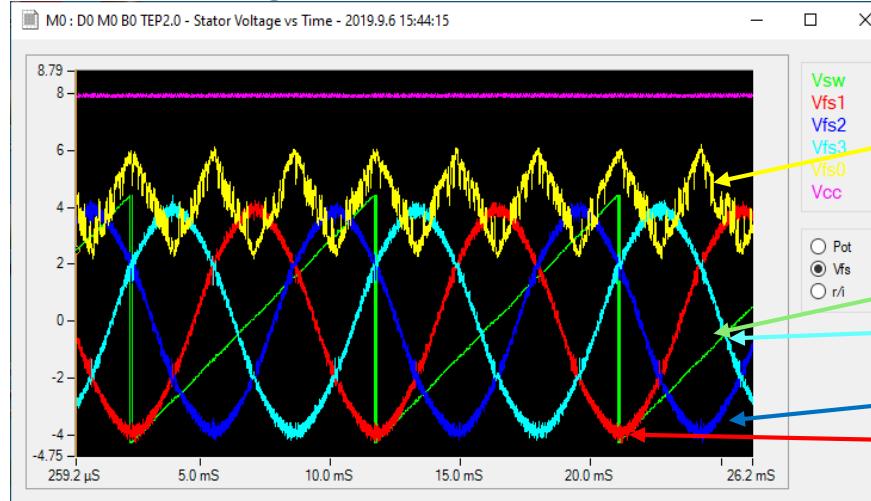 M0 : D0 M0 B0 TEP2.0 - Stator Voltage vs Time - 2019.9.6 15:44:15
8.79
8
6
4
2
0
-2
-4
-4.75
259.2 µS
5.0 mS
10.0 mS
15.0 mS
20.0 mS
26.2 mS
Vsw
Vfs1
Vfs2
Vfs3
Vfs0
Vcc
Pot
Vfs
r/i